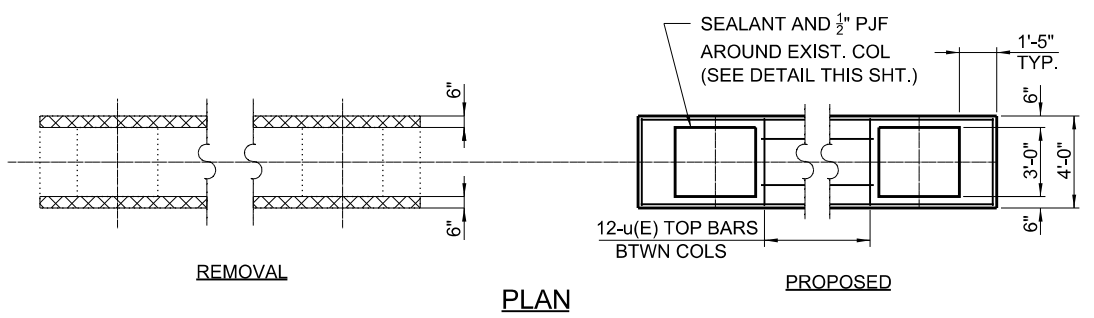 SEALANT AND 1/2" PJF
AROUND EXIST. COL
(SEE DETAIL THIS SHT.)
1'-5"
TYP.
6"
6"
6"
6"
3'-0"
4'-0"
12-u(E) TOP BARS
BTWN COLS
REMOVAL
PROPOSED
PLAN